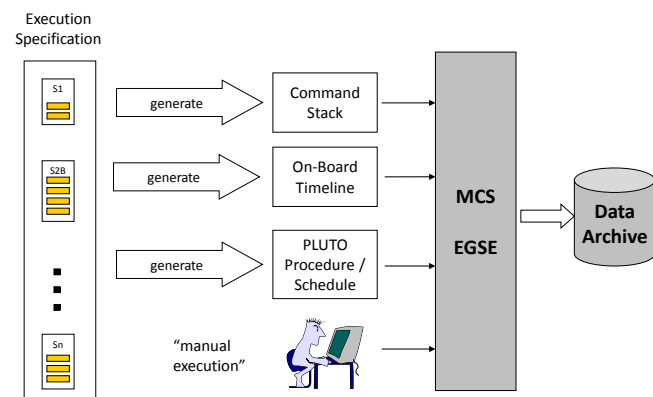 Execution
Specification
S1
generate
Command
Stack
S2B
generate
On-Board
Timeline
MCS
EGSE
Data
Archive
generate
PLUTO
Procedure /
Schedule
Sn
“manual
execution”